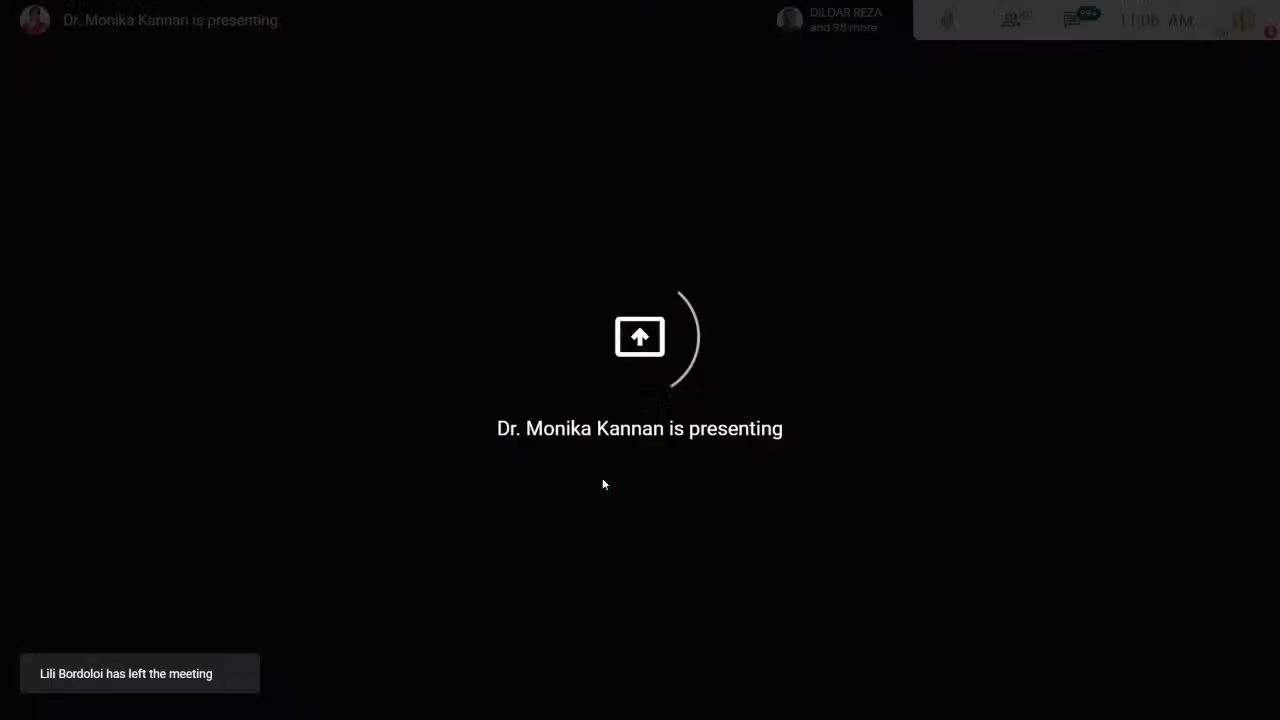 Dr. Monika Kannan is presenting
DILDAR REZA
and 98 more
99+
11:06 AM
Dr. Monika Kannan is presenting
Lili Bordoloi has left the meeting